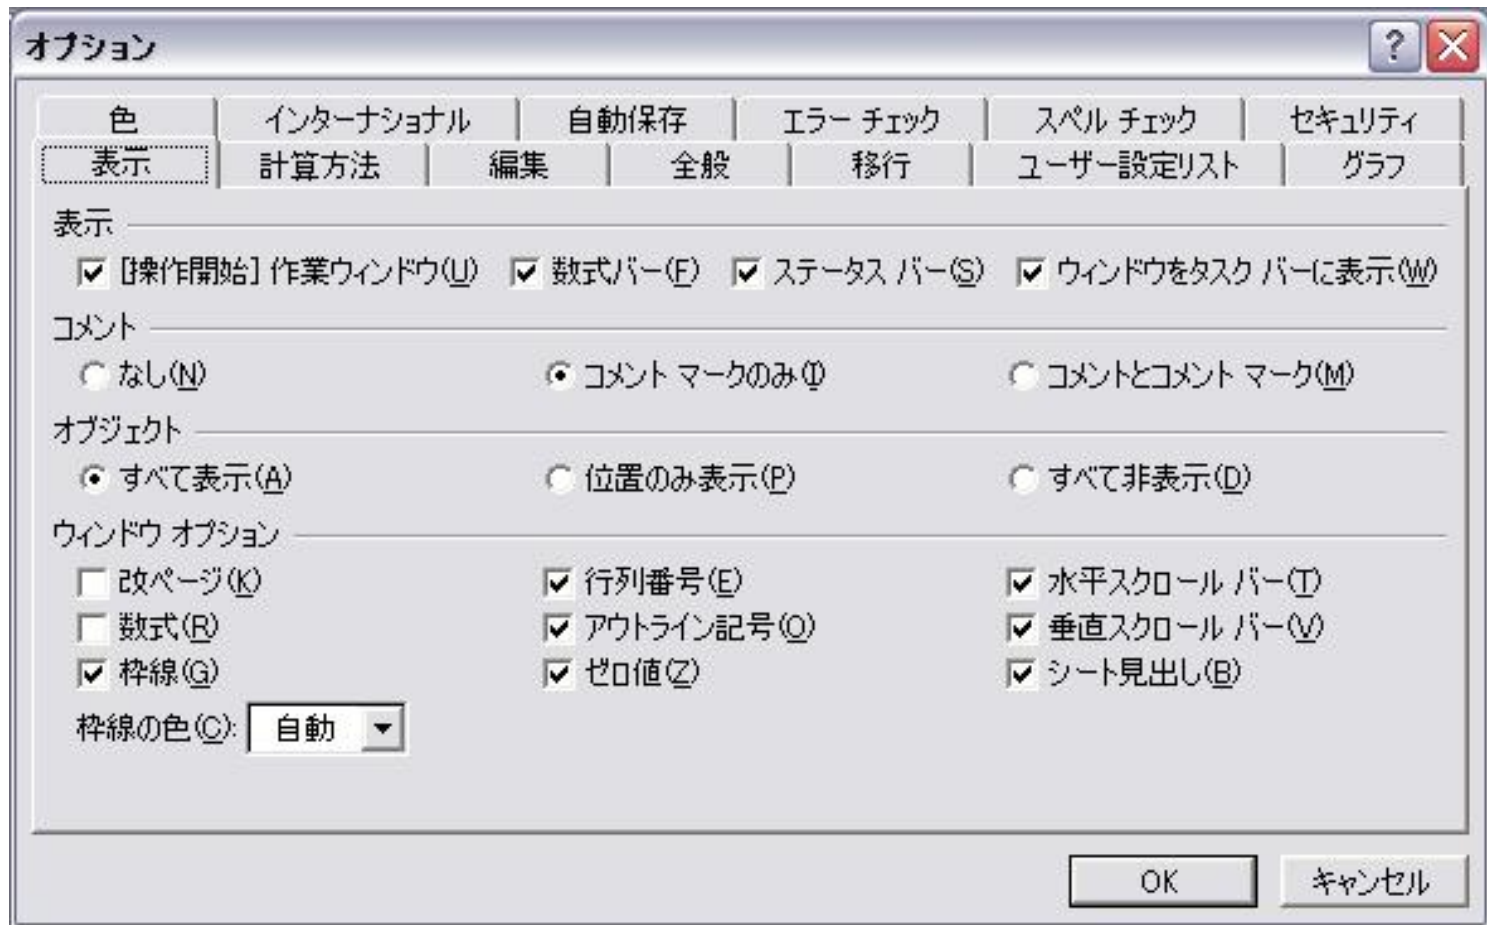 オプション
色 インターナショナル 自動保存 エラー チェック スペル チェック セキュリティ
表示 計算方法 編集 全般 移行 ユーザー設定リスト グラフ
表示
[操作開始] 作業ウィンドウ(U) 数式バー(F) ステータス バー(S) ウィンドウをタスク バーに表示(W)
コメント
なし(N) コメント マークのみ(I) コメントとコメント マーク(M)
オブジェクト
すべて表示(A) 位置のみ表示(P) すべて非表示(D)
ウィンドウ オプション
改ページ(K) 行列番号(E) 水平スクロール バー(T)
数式(R) アウトライン記号(O) 垂直スクロール バー(V)
枠線(G) ゼロ値(Z) シート見出し(B)
枠線の色(C): 自動
OK キャンセル